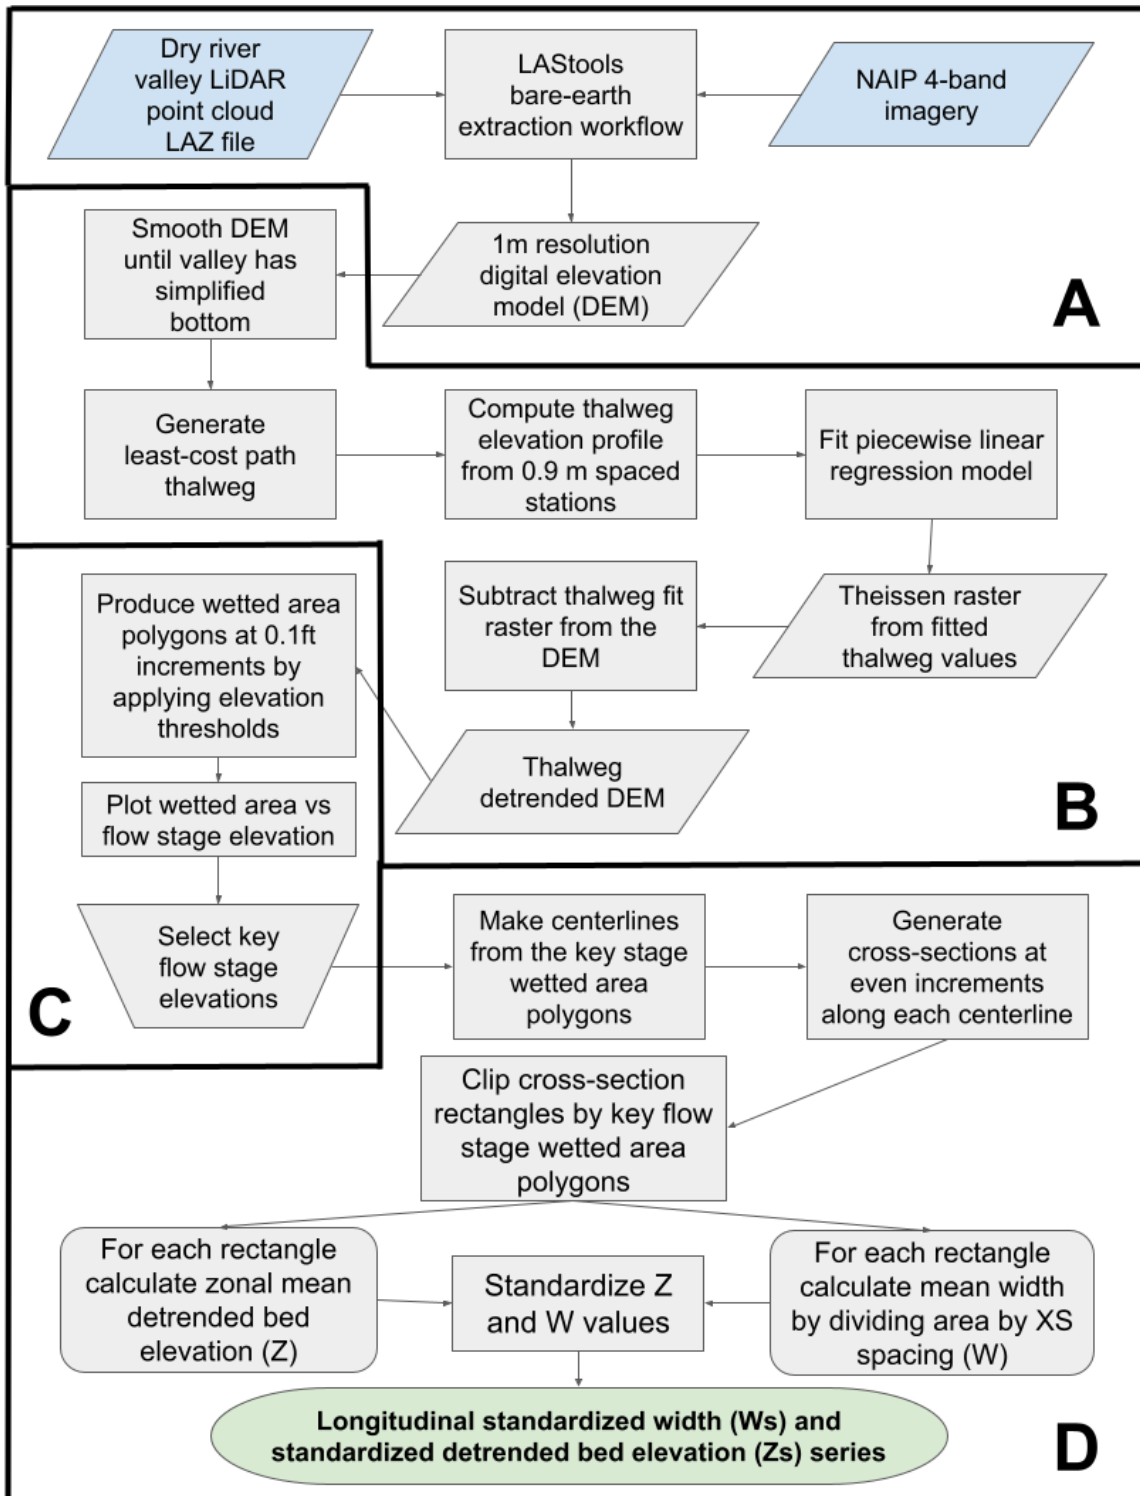 Dry river
valley LiDAR
point cloud
LAZ file
LAStools
bare-earth
extraction workflow
NAIP 4-band
imagery
1m resolution
digital elevation
model (DEM)
A
Smooth DEM
until valley has
simplified
bottom
Generate
least-cost path
thalweg
Compute thalweg
elevation profile
from 0.9 m spaced
stations
Fit piecewise linear
regression model
Theissen raster
from fitted
thalweg values
Subtract thalweg fit
raster from the
DEM
Thalweg
detrended DEM
B
Produce wetted area
polygons at 0.1ft
increments by
applying elevation
thresholds
Plot wetted area vs
flow stage elevation
Select key
flow stage
elevations
C
Make centerlines
from the key stage
wetted area
polygons
Generate
cross-sections at
even increments
along each centerline
Clip cross-section
rectangles by key flow
stage wetted area
polygons
For each rectangle
calculate zonal mean
detrended bed
elevation (Z)
Standardize Z
and W values
For each rectangle
calculate mean width
by dividing area by XS
spacing (W)
Longitudinal standardized width (Ws) and
standardized detrended bed elevation (Zs) series
D